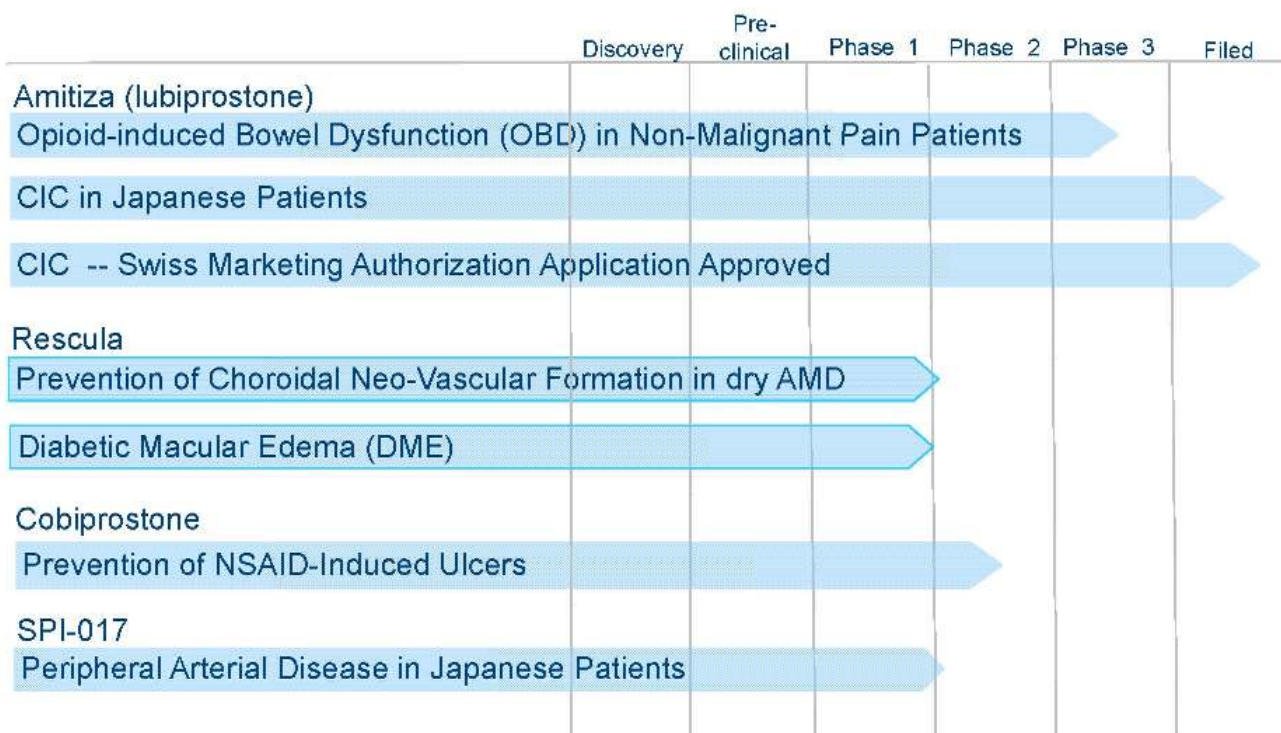 Discovery Pre-clinical Phase 1 Phase 2 Phase 3 Filed
Amitiza (lubiprostone)
Opioid-induced Bowel Dysfunction (OBD) in Non-Malignant Pain Patients
CIC in Japanese Patients
CIC -- Swiss Marketing Authorization Application Approved
Rescula
Prevention of Choroidal Neo-Vascular Formation in dry AMD
Diabetic Macular Edema (DME)
Cobiprostone
Prevention of NSAID-Induced Ulcers
SPI-017
Peripheral Arterial Disease in Japanese Patients